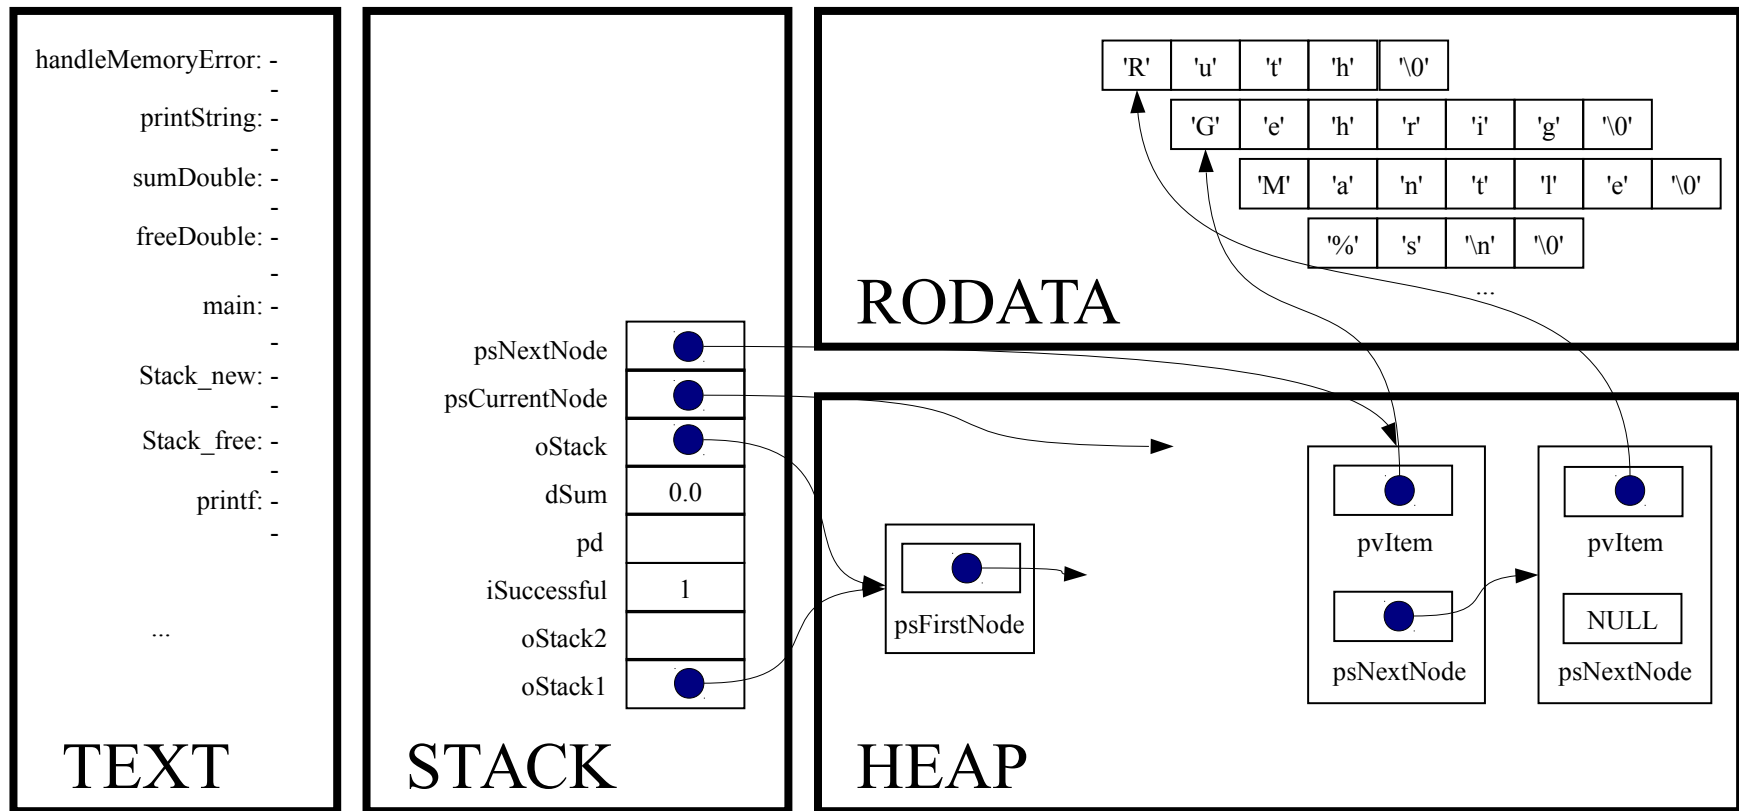 handleMemoryError: -
-
printString: -
-
sumDouble: -
-
freeDouble: -
-
main: -
-
Stack_new: -
-
Stack_free: -
-
printf: -
-
...
TEXT
psNextNode
psCurrentNode
oStack
dSum 0.0
pd
iSuccessful 1
oStack2
oStack1
STACK
'R' 'u' 't' 'h' '\0'
'G' 'e' 'h' 'r' 'i' 'g' '\0'
'M' 'a' 'n' 't' 'l' 'e' '\0'
'%' 's' '\n' '\0'
...
RODATA
psFirstNode
pvItem
psNextNode
pvItem
NULL
psNextNode
HEAP